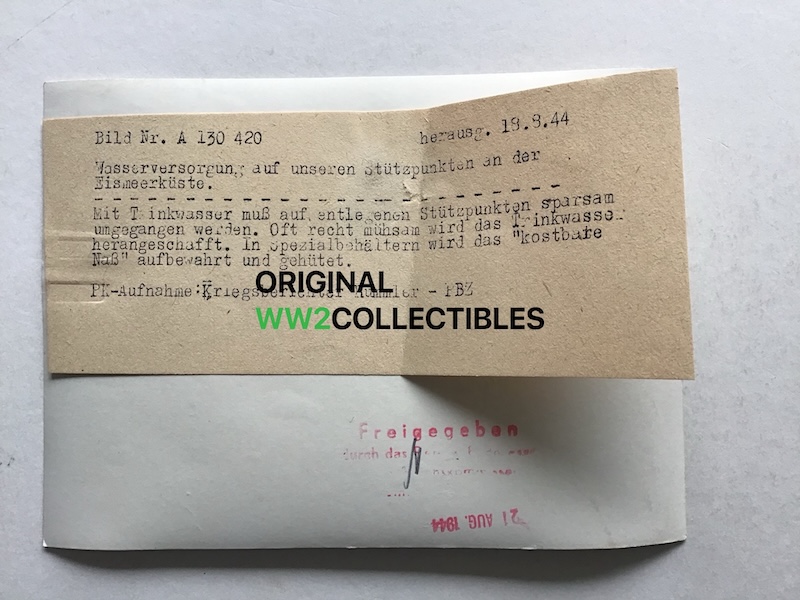 Bild Nr. A 130 420
herausg. 18.8.44
Wasserversorgung auf unseren Stützpunkten an der
Eismeerküste.
Mit Trinkwasser muß auf entlegenen Stützpunkten sparsam
umgegangen werden. Oft recht mühsam wird das Trinkwasser
herangeschafft. In Spezialbehältern wird das "kostbare
Naß" aufbewahrt und gehütet.
PK-Aufnahme:Kriegsberichter - PBZ
ORIGINAL
WW2COLLECTIBLES
Freigegeben
durch das
21 AUG. 1944